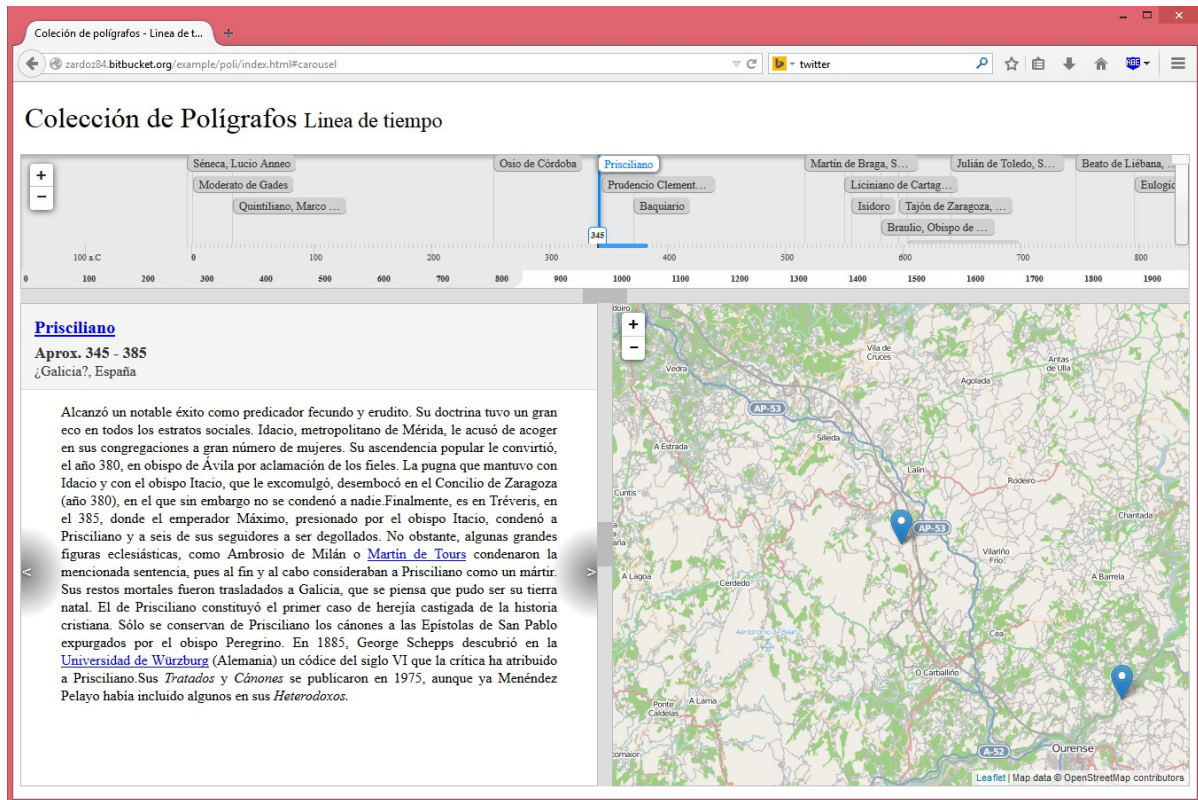 Coleción de polígrafos - Linea de t...
zardoz84.bitbucket.org/example/poli/index.html#carousel
twitter
ABE
Colección de Polígrafos Linea de tiempo
+
−
Séneca, Lucio Anneo
Osio de Córdoba
Prisciliano
Martín de Braga, S...
Julián de Toledo, S...
Beato de Liébana, ...
Moderato de Gades
Prudencio Clement...
Liciniano de Cartag...
Eulogio
Quintiliano, Marco ...
Baquiario
Isidoro
Tajón de Zaragoza, ...
Braulio, Obispo de ...
345
100 a.C 0 100 200 300 400 500 600 700 800
0 100 200 300 400 500 600 700 800 900 1000 1100 1200 1300 1400 1500 1600 1700 1800 1900
Prisciliano
Aprox. 345 - 385
¿Galicia?, España
Alcanzó un notable éxito como predicador fecundo y erudito. Su doctrina tuvo un gran
eco en todos los estratos sociales. Idacio, metropolitano de Mérida, le acusó de acoger
en sus congregaciones a gran número de mujeres. Su ascendencia popular le convirtió,
el año 380, en obispo de Ávila por aclamación de los fieles. La pugna que mantuvo con
Idacio y con el obispo Itacio, que le excomulgó, desembocó en el Concilio de Zaragoza
(año 380), en el que sin embargo no se condenó a nadie.Finalmente, es en Tréveris, en
el 385, donde el emperador Máximo, presionado por el obispo Itacio, condenó a
Prisciliano y a seis de sus seguidores a ser degollados. No obstante, algunas grandes
figuras eclesiásticas, como Ambrosio de Milán o Martín de Tours condenaron la
mencionada sentencia, pues al fin y al cabo consideraban a Prisciliano como un mártir.
Sus restos mortales fueron trasladados a Galicia, que se piensa que pudo ser su tierra
natal. El de Prisciliano constituyó el primer caso de herejía castigada de la historia
cristiana. Sólo se conservan de Prisciliano los cánones a las Epístolas de San Pablo
expurgados por el obispo Peregrino. En 1885, George Schepps descubrió en la
Universidad de Würzburg (Alemania) un códice del siglo VI que la crítica ha atribuido
a Prisciliano.Sus Tratados y Cánones se publicaron en 1975, aunque ya Menéndez
Pelayo había incluido algunos en sus Heterodoxos.
<
>
+
−
Vila de
Cruces
Vedra
Antas
de Ulla
Agolada
AP-53
Silleda
A Estrada
Lalín
Rodeiro
Cuntis
Chantada
AP-53
Vilariño
Frío
A Lagoa
Cerdedo
A Barrela
Cea
O Carballiño
Ponte
Caldelas
A Lama
A-52
Ourense
Leaflet | Map data © OpenStreetMap contributors